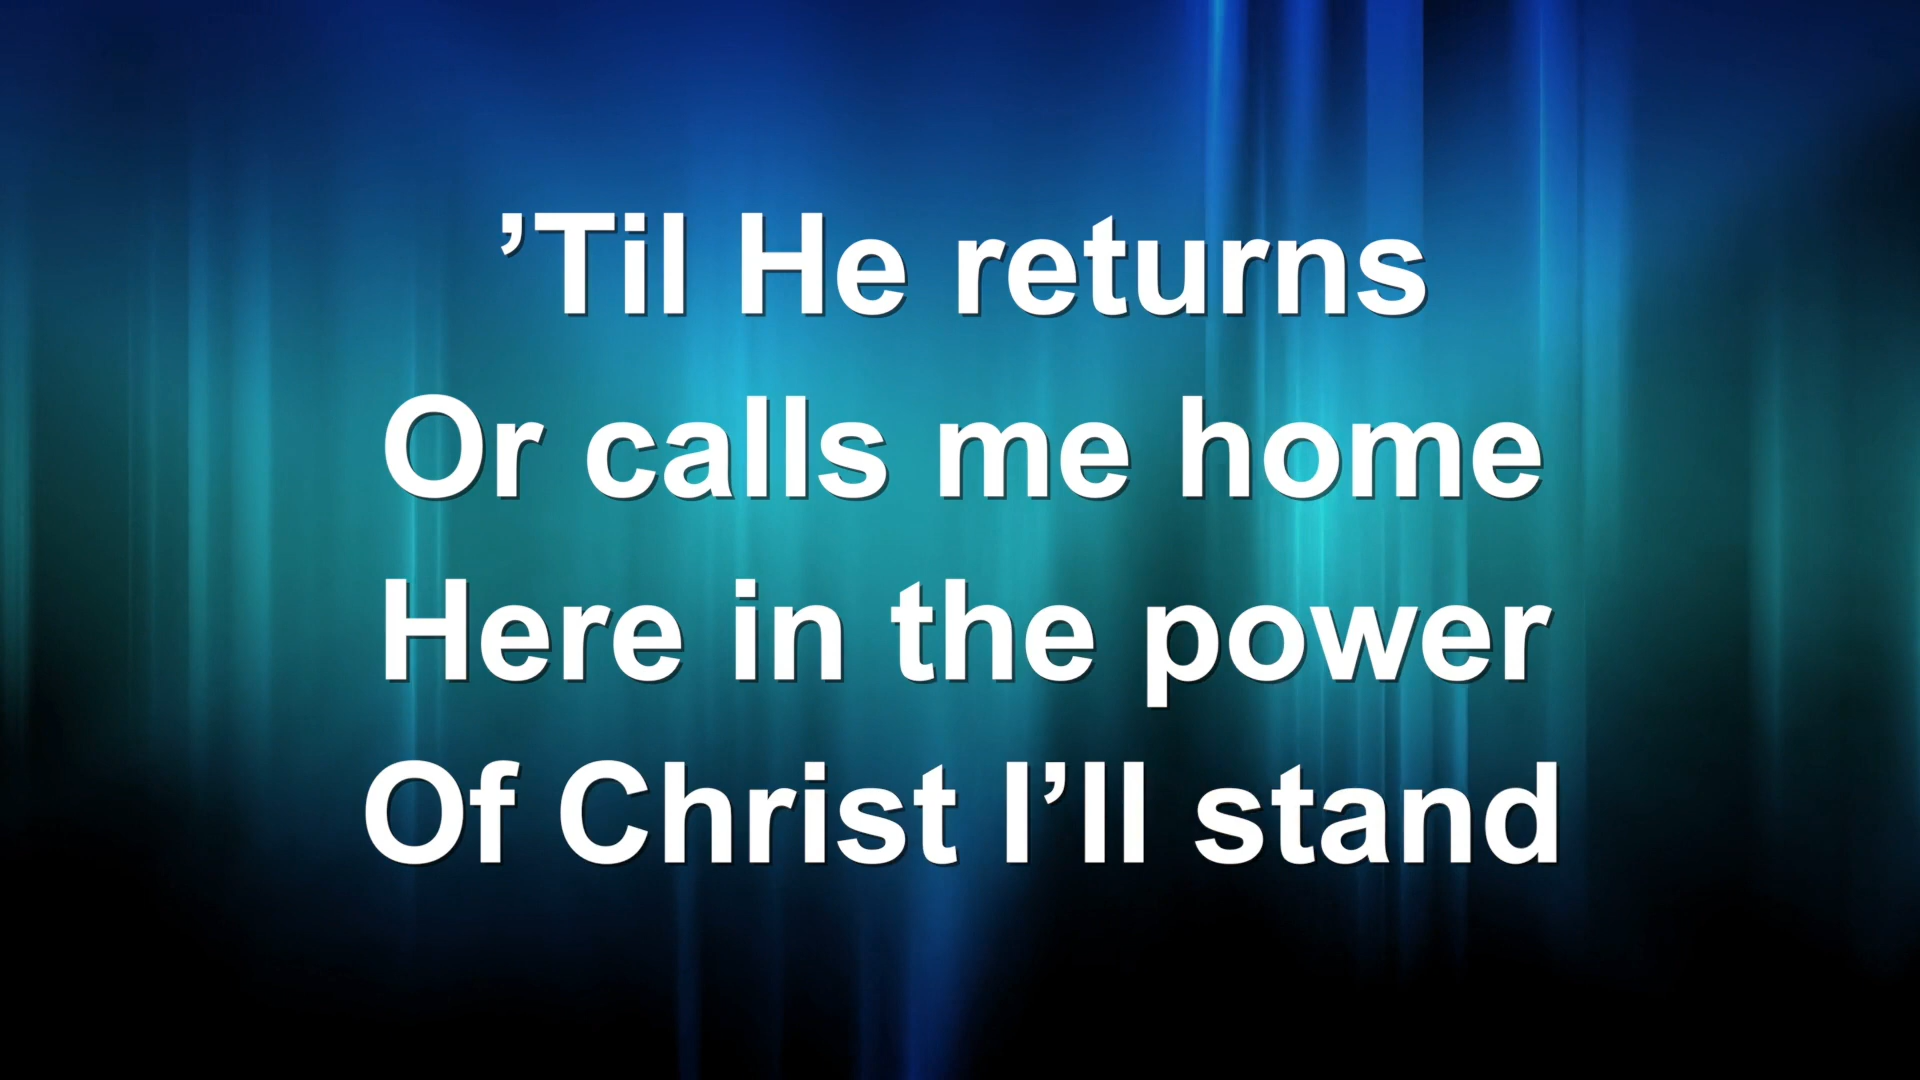 ’Til He returns
Or calls me home
Here in the power
Of Christ I’ll stand